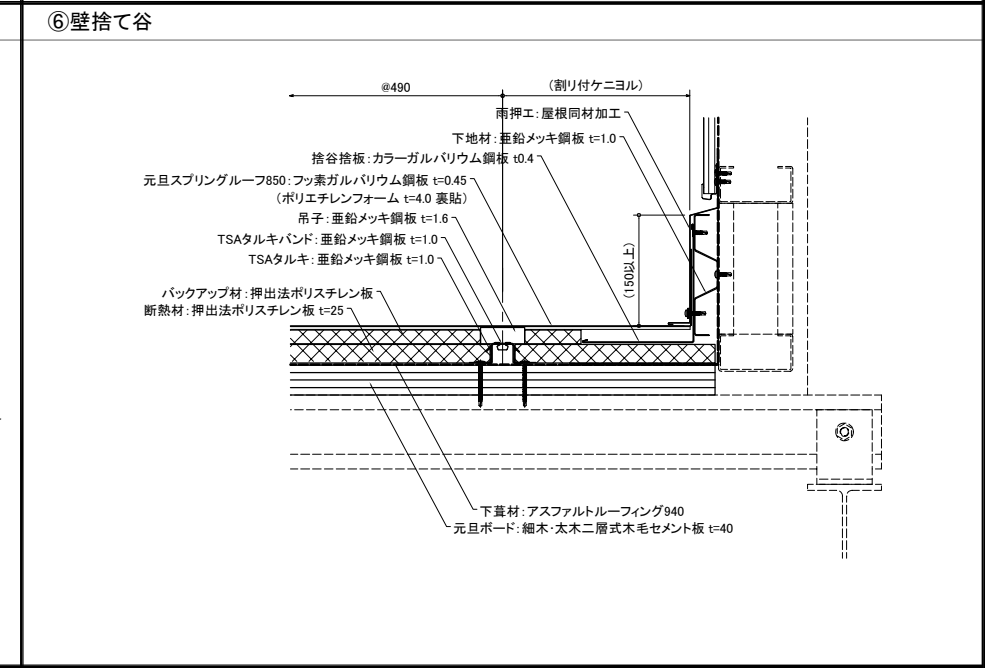 ⑥壁捨て谷
@490
(割リ付ケニヨル)
雨押エ：屋根同材加工
下地材：亜鉛メッキ鋼板 t=1.0
捨谷捨板：カラーガルバリウム鋼板 t0.4
元旦スプリングルーフ850：フッ素ガルバリウム鋼板 t=0.45
(ポリエチレンフォーム t=4.0 裏貼)
吊子：亜鉛メッキ鋼板 t=1.6
TSAタルキバンド：亜鉛メッキ鋼板 t=1.0
TSAタルキ：亜鉛メッキ鋼板 t=1.0
(150以上)
バックアップ材：押出法ポリスチレン板
断熱材：押出法ポリスチレン板 t=25
下葺材：アスファルトルーフィング940
元旦ボード：細木・太木二層式木毛セメント板 t=40